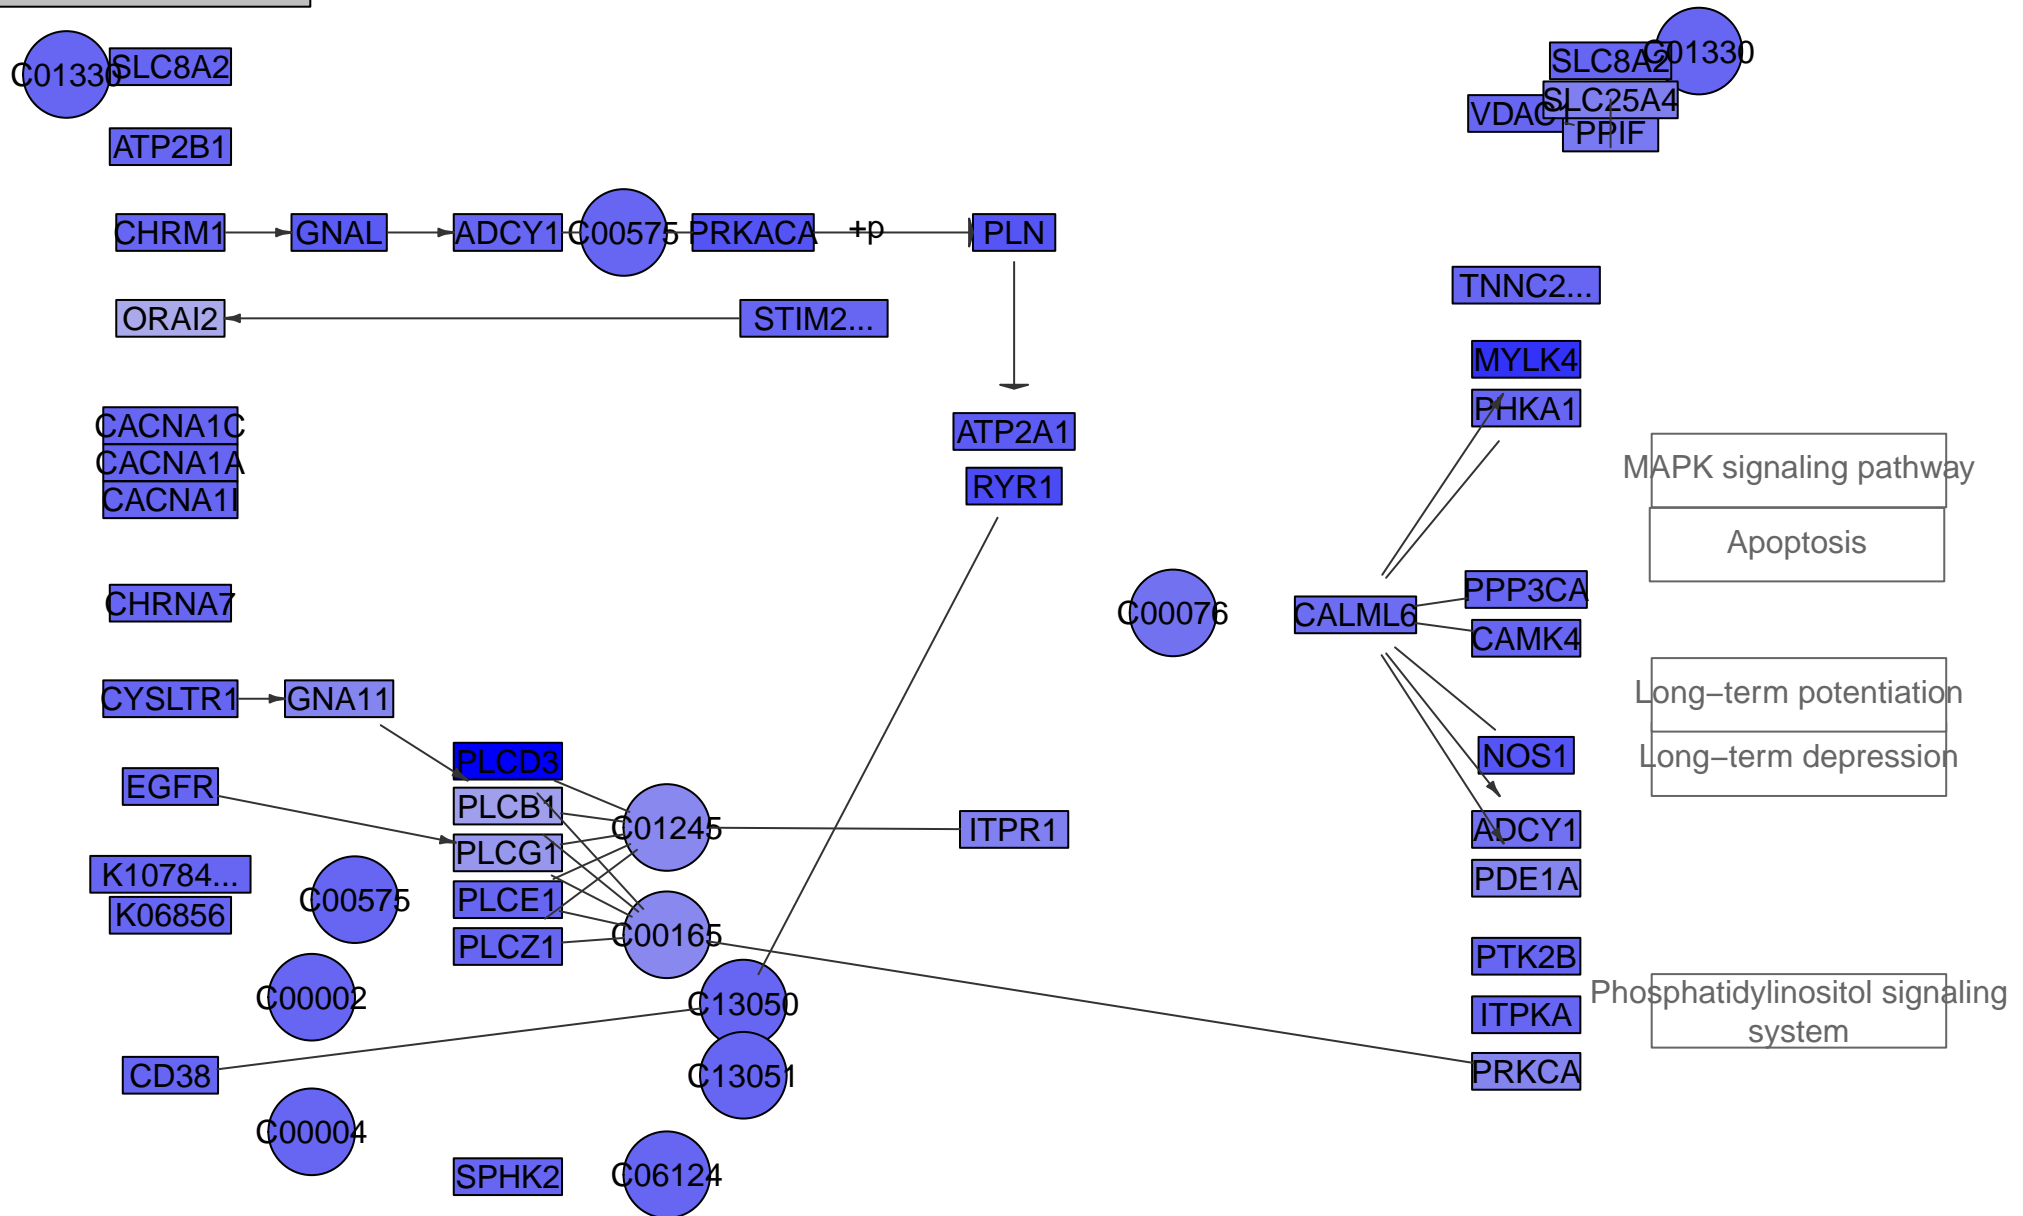 C01330
SLC8A2
SLC8A2
C01330
SLC25A4
VDAC1
PPIF
ATP2B1
CHRM1
GNAL
ADCY1
C00575
PRKACA
+p
PLN
TNNC2...
ORAI2
STIM2...
MYLK4
PHKA1
CACNA1C
CACNA1A
CACNA1I
ATP2A1
RYR1
MAPK signaling pathway
Apoptosis
CHRNA7
C00076
CALML6
PPP3CA
CAMK4
CYSLTR1
GNA11
Long−term potentiation
Long−term depression
NOS1
PLCD3
EGFR
PLCB1
C01245
ITPR1
ADCY1
PLCG1
K10784...
K06856
C00575
PLCE1
PLCZ1
C00165
PDE1A
PTK2B
C00002
C13050
ITPKA
Phosphatidylinositol signaling
system
CD38
C13051
PRKCA
C00004
SPHK2
C06124